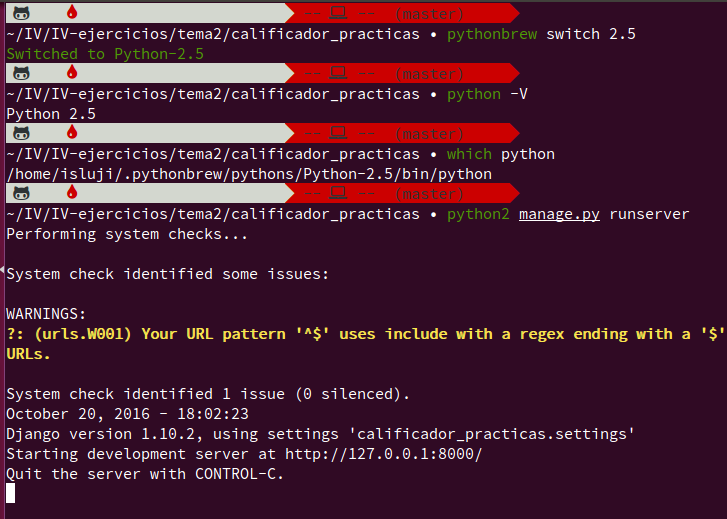 (master)
~/IV/IV-ejercicios/tema2/calificador_practicas • pythonbrew switch 2.5
Switched to Python-2.5
(master)
~/IV/IV-ejercicios/tema2/calificador_practicas • python -V
Python 2.5
(master)
~/IV/IV-ejercicios/tema2/calificador_practicas • which python
/home/isluji/.pythonbrew/pythons/Python-2.5/bin/python
(master)
~/IV/IV-ejercicios/tema2/calificador_practicas • python2 manage.py runserver
Performing system checks...
System check identified some issues:
WARNINGS:
?: (urls.W001) Your URL pattern '^$' uses include with a regex ending with a '$'
URLs.
System check identified 1 issue (0 silenced).
October 20, 2016 - 18:02:23
Django version 1.10.2, using settings 'calificador_practicas.settings'
Starting development server at http://127.0.0.1:8000/
Quit the server with CONTROL-C.